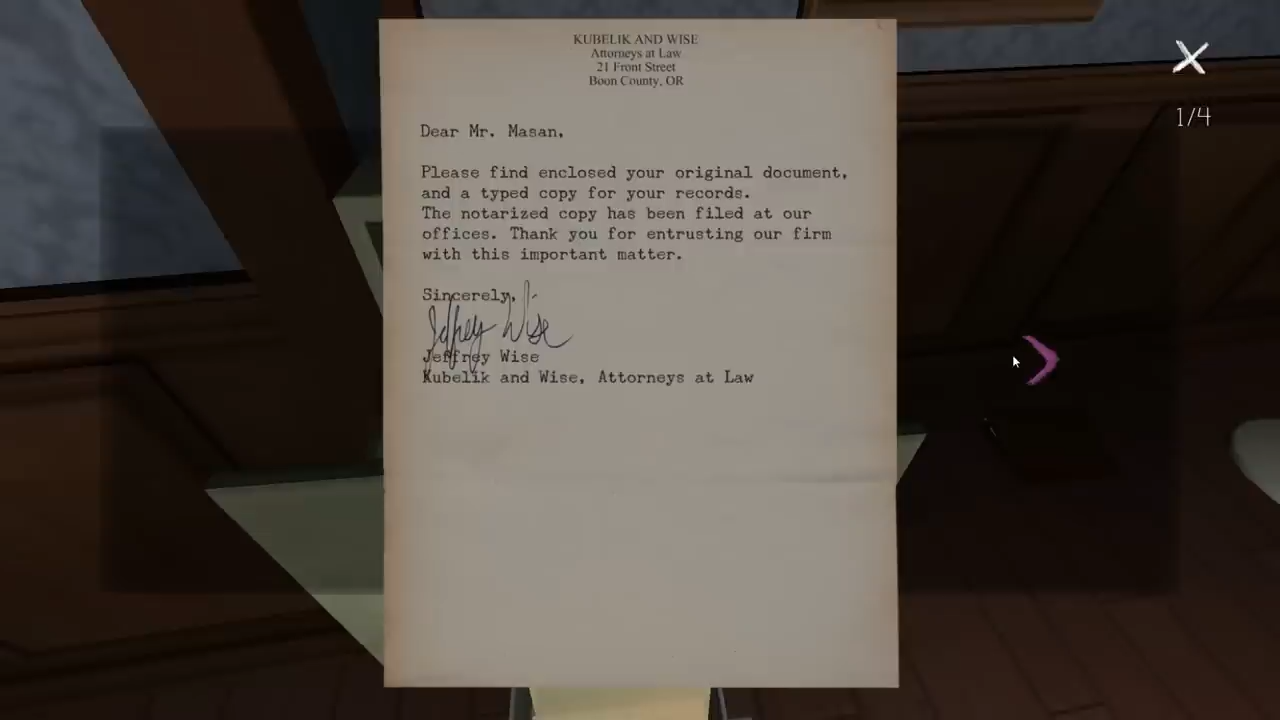 KUBELIK AND WISE
Attorneys at Law
21 Front Street
Boon County, OR
1/4
Dear Mr. Masan,
Please find enclosed your original document,
and a typed copy for your records.
The notarized copy has been filed at our
offices. Thank you for entrusting our firm
with this important matter.
Sincerely,
Jeffrey Wise
Jeffrey Wise
Kubelik and Wise, Attorneys at Law